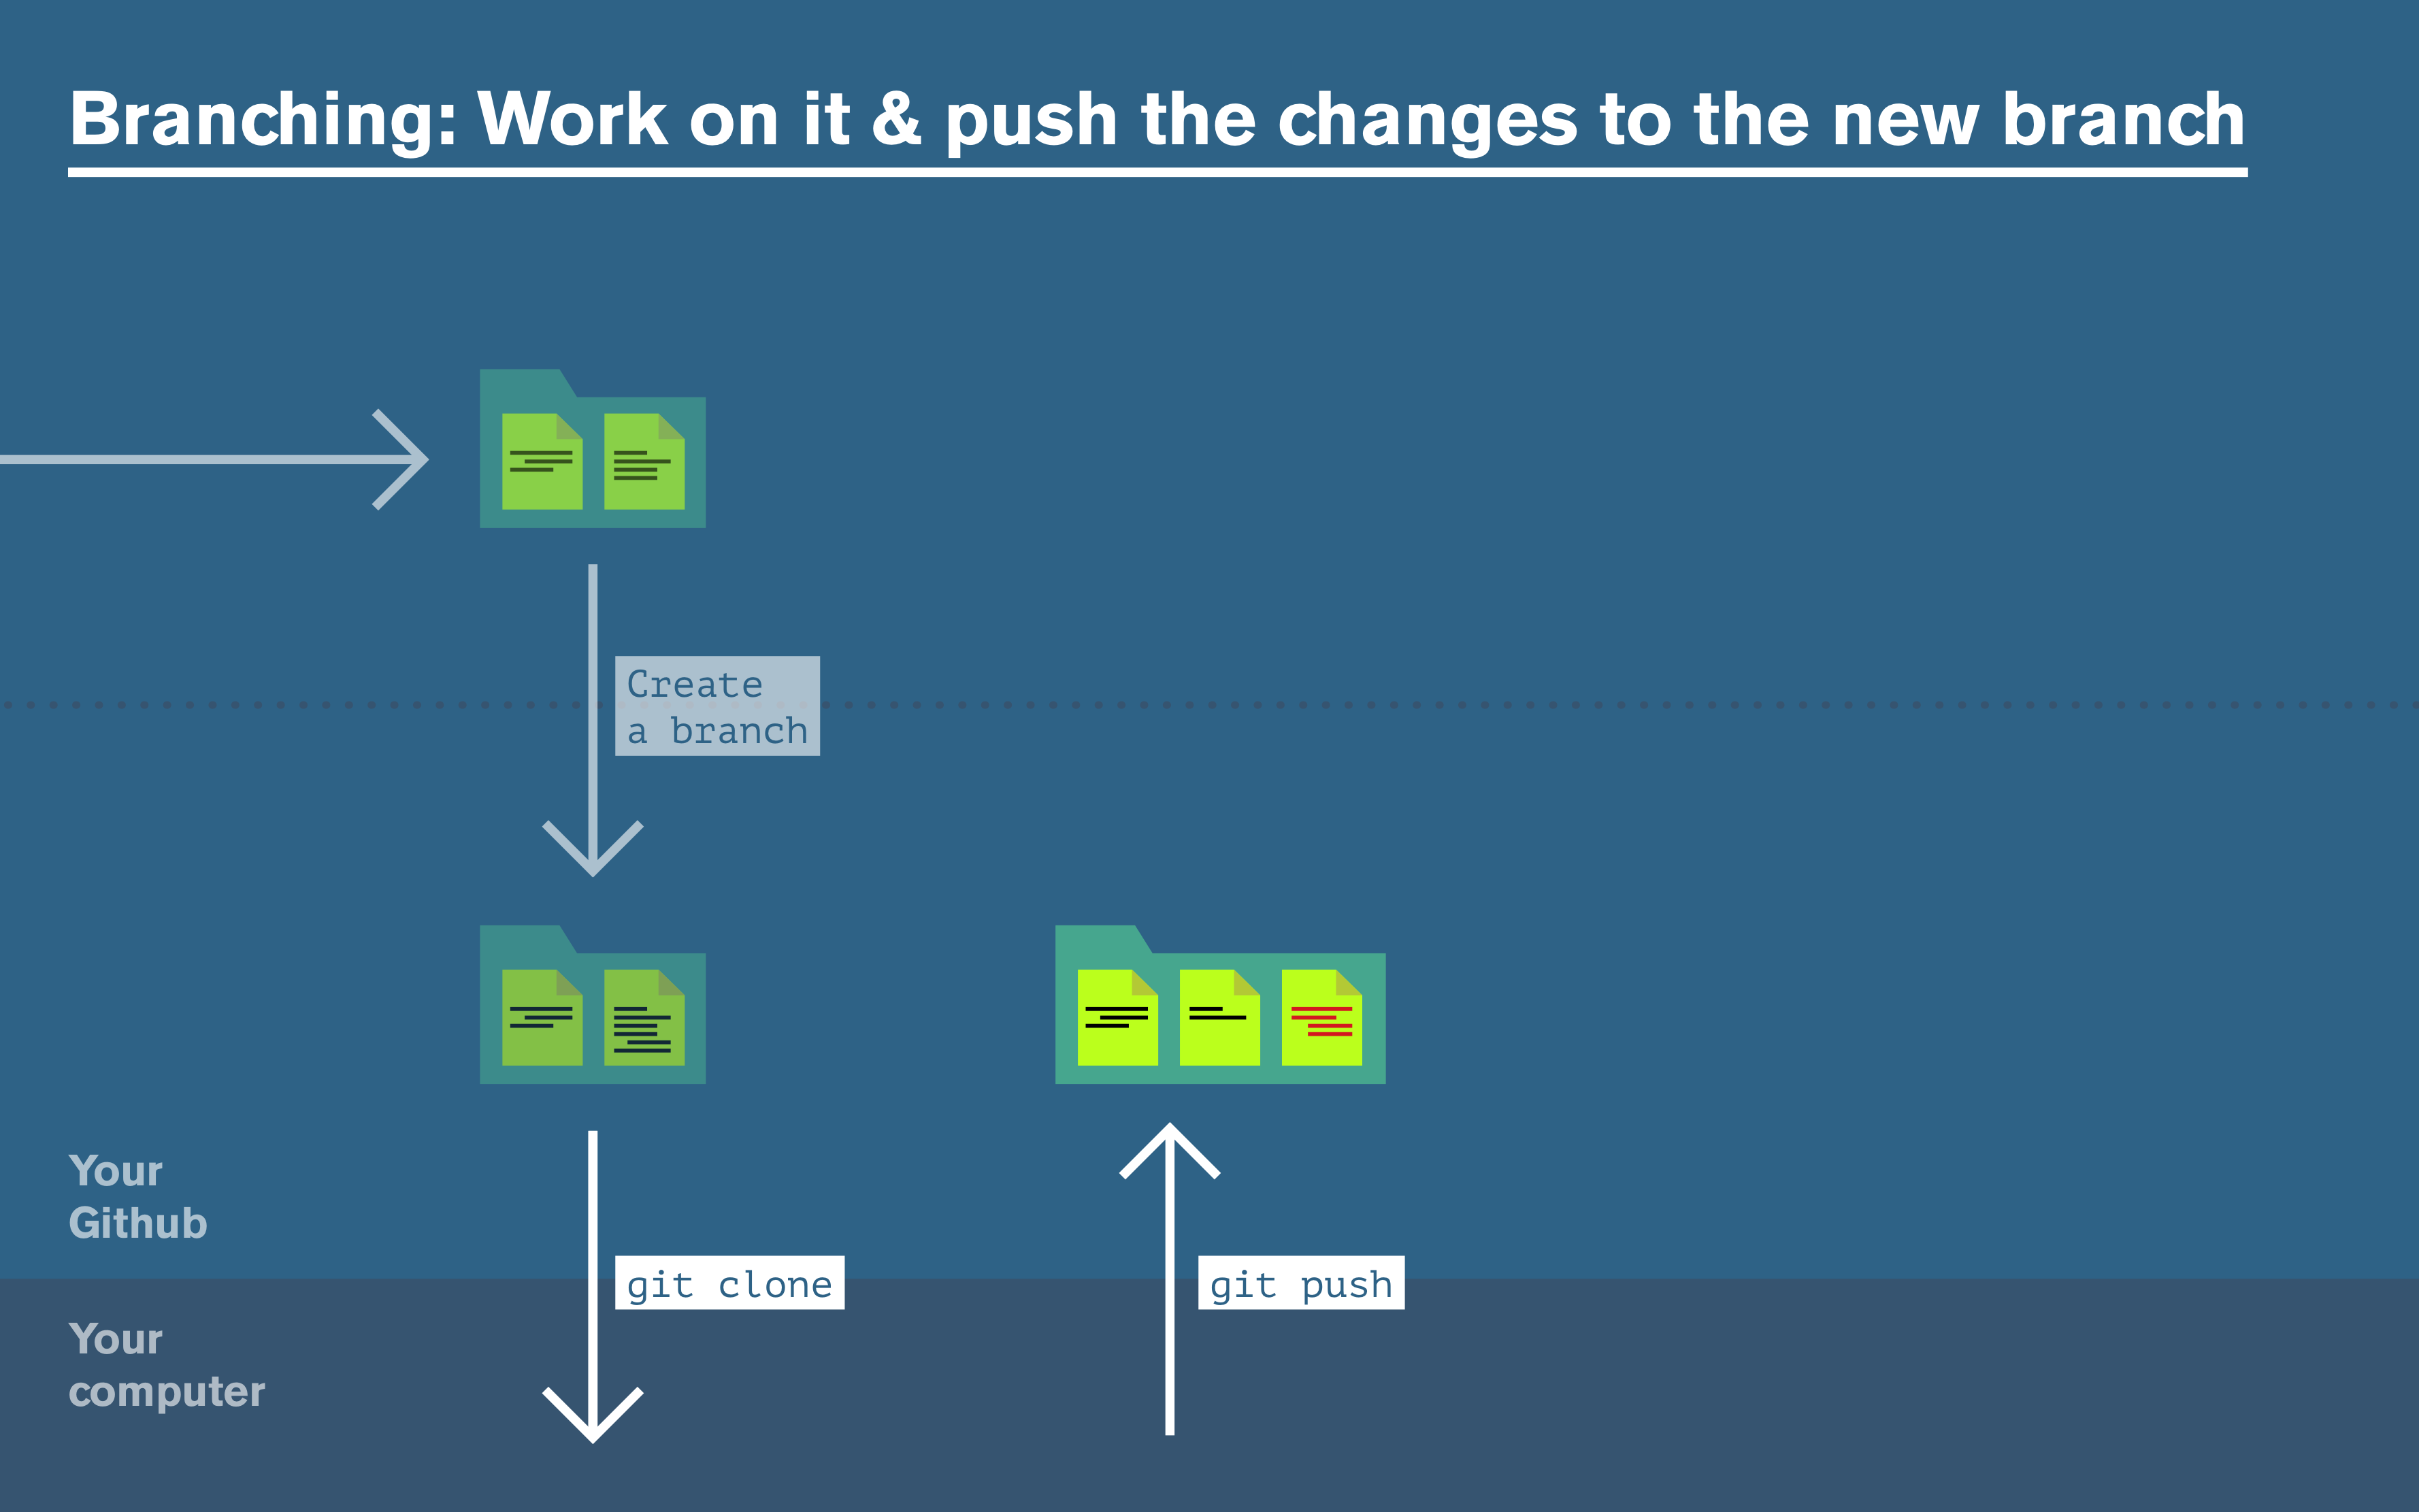 Branching: Work on it & push the changes to the new branch
Create
a branch
Your
Github
git clone
git push
Your
computer